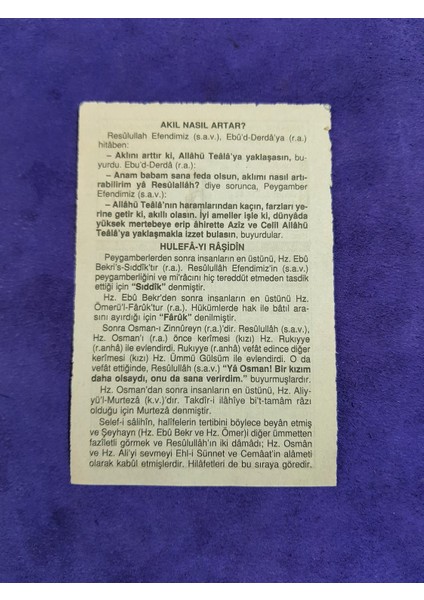 AKIL NASIL ARTAR?
Resûlullah Efendimiz (s.a.v.), Ebü'd-Derdâ'ya (r.a.)
hitâben:
– Aklını arttır ki, Allâhü Teâlâ'ya yaklaşasın, bu-
yurdu. Ebu'd-Derdâ (r.a.):
– Anam babam sana feda olsun, aklımı nasıl artı-
rabilirim yâ Resûlallâh? diye sorunca, Peygamber
Efendimiz (s.a.v.):
– Allâhü Teâlâ'nın haramlarından kaçın, farzları ye-
rine getir ki, akıllı olasın. İyi ameller işle ki, dünyâda
yüksek mertebeye erip âhirette Azîz ve Celîl Allâhü
Teâlâ'ya yaklaşmakla izzet bulasın, buyurdular.
HULEFÂ-YI RÂŞİDÎN
Peygamberlerden sonra insanların en üstünü, Hz. Ebû
Bekri's-Sıddîk'tır (r.a.). Resûlullâh Efendimiz'in (s.a.v.)
peygamberliğini ve mi'râcını hiç tereddüt etmeden tasdik
ettiği için "Sıddîk" denmiştir.
Hz. Ebû Bekr'den sonra insanların en üstünü Hz.
Ömerü'l-Fârûk'tur (r.a.). Hükümlerde hak ile bâtıl ara-
sını ayırdığı için "Fârûk" denilmiştir.
Sonra Osman-ı Zinnûreyn (r.a.)'dir. Resûlullâh (s.a.v.),
Hz. Osman'ı (r.a.) önce kerîmesi (kızı) Hz. Rukıyye
(r.anhâ) ile evlendirdi. Rukıyye (r.anhâ) vefât edince diğer
kerîmesi (kızı) Hz. Ümmü Gülsüm ile evlendirdi. O da
vefât ettiğinde, Resûlullâh (s.a.v.) "Yâ Osman! Bir kızım
daha olsaydı, onu da sana verirdim." buyurmuşlardır.
Hz. Osman'dan sonra insanların en üstünü, Hz. Aliy-
yü'l-Murtezâ (k.v.)'dır. Takdîr-i ilâhîye bi't-tamâm râzı
olduğu için Murtezâ denmiştir.
Selef-i sâlihîn, halîfelerin tertibini böylece beyân etmiş
ve Şeyhayn (Hz. Ebû Bekr ve Hz. Ömer)i diğer ümmetten
fazîletli görmek ve Resûlullâh'ın iki dâmâdı; Hz. Osmân
ve Hz. Ali'yi sevmeyi Ehl-i Sünnet ve Cemâat'in alâmeti
olarak kabûl etmişlerdir. Hilâfetleri de bu sıraya göredir.